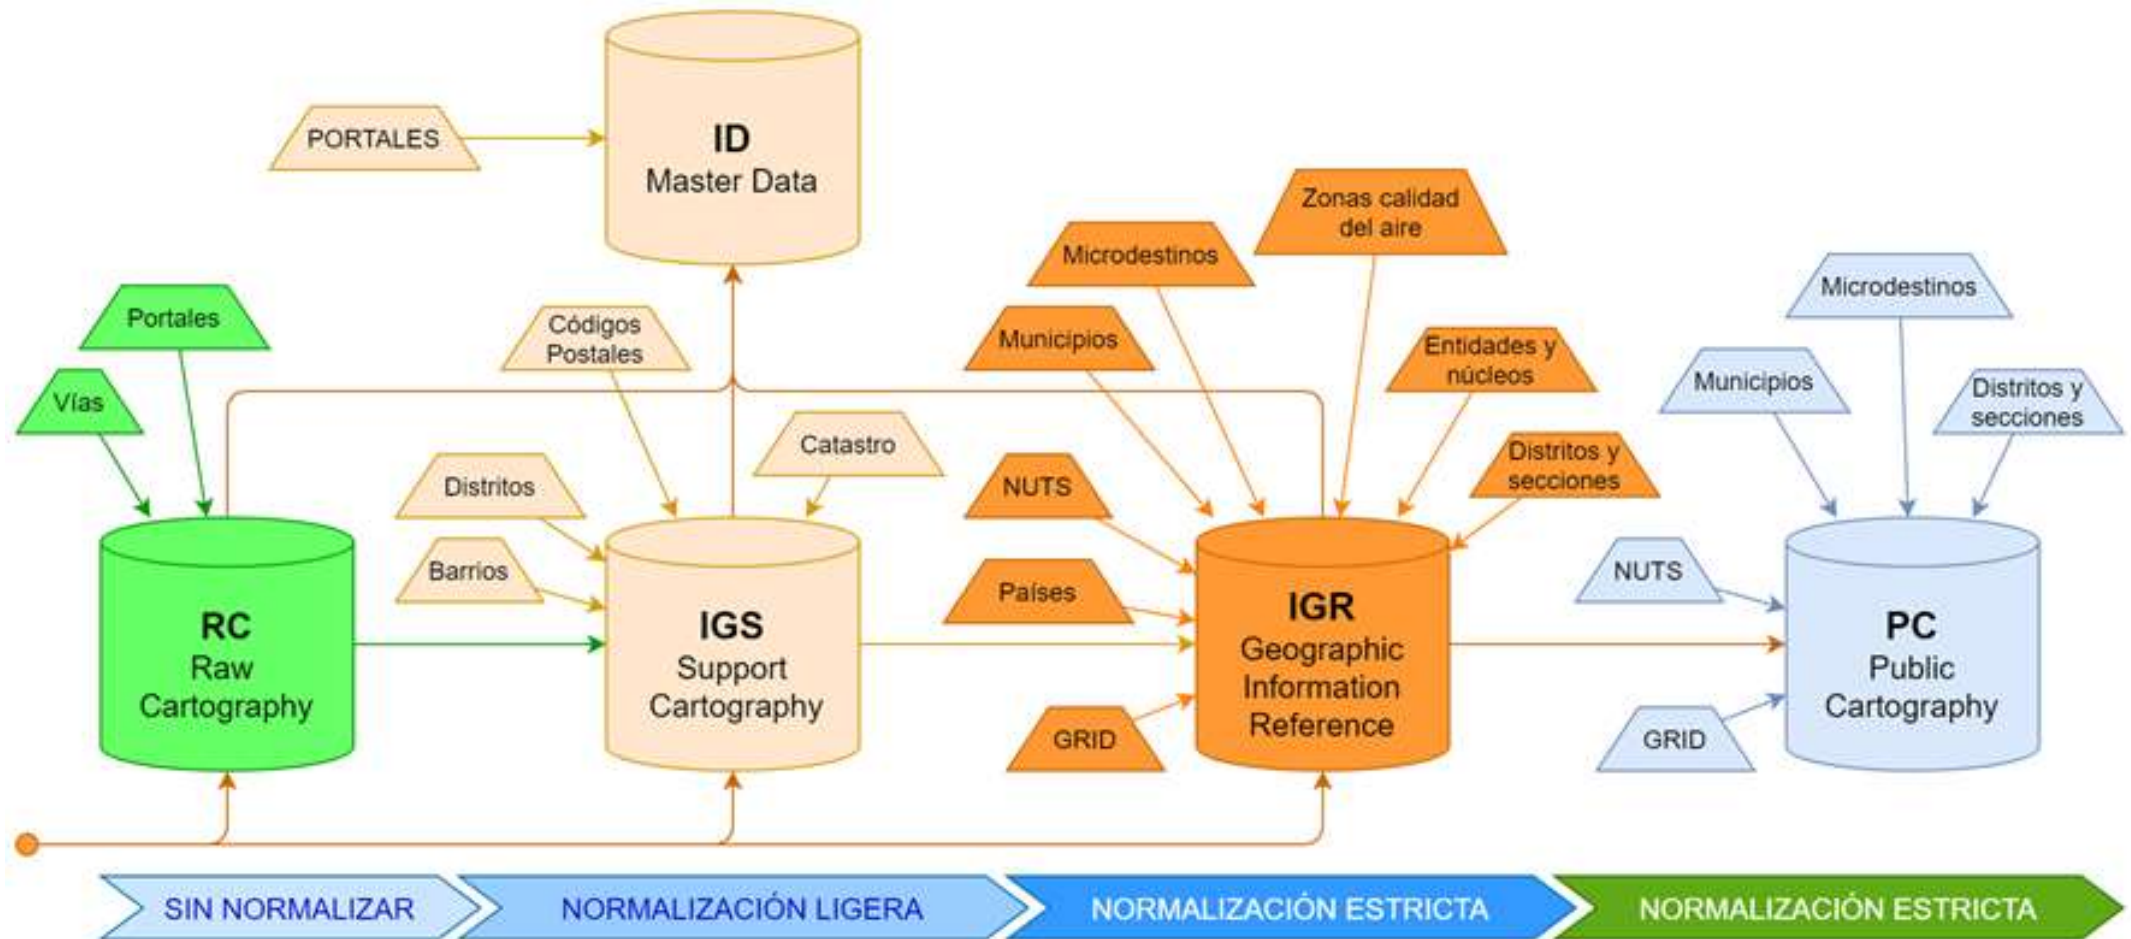 PORTALES
ID
Master Data
Zonas calidad
del aire
Microdestinos
Microdestinos
Portales
Códigos
Postales
Municipios
Entidades y
núcleos
Municipios
Distritos y
secciones
Vías
Catastro
Distritos
NUTS
Distritos y
secciones
Barrios
Países
NUTS
RC
Raw
Cartography
IGS
Support
Cartography
IGR
Geographic
Information
Reference
PC
Public
Cartography
GRID
GRID
SIN NORMALIZAR
NORMALIZACIÓN LIGERA
NORMALIZACIÓN ESTRICTA
NORMALIZACIÓN ESTRICTA